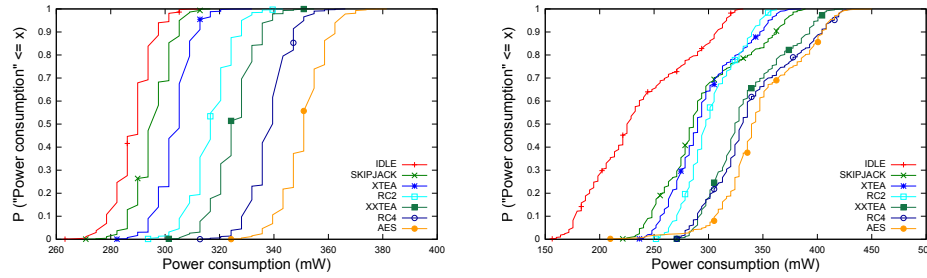 P ("Power consumption" <= x)
1
0.9
0.8
0.7
0.6
0.5
0.4
0.3
0.2
0.1
0
IDLE
SKIPJACK
XTEA
RC2
XXTEA
RC4
AES
260 280 300 320 340 360 380 400
Power consumption (mW)
P ("Power consumption" <= x)
1
0.9
0.8
0.7
0.6
0.5
0.4
0.3
0.2
0.1
0
IDLE
SKIPJACK
XTEA
RC2
XXTEA
RC4
AES
150 200 250 300 350 400 450
Power consumption (mW)